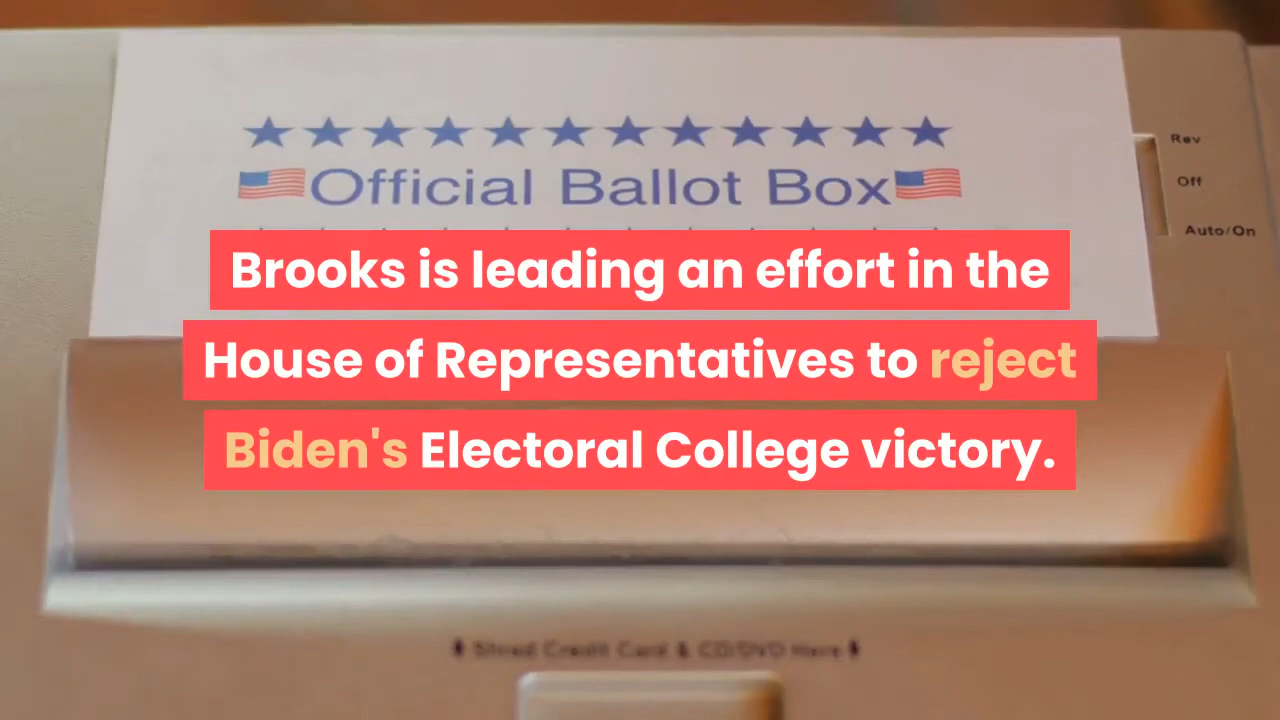 ★★★★★★★★★★★★
Official Ballot Box
Rev
Off
Auto/On
Brooks is leading an effort in the
House of Representatives to reject
Biden's Electoral College victory.
Shred Credit Card & CD/DVD Here